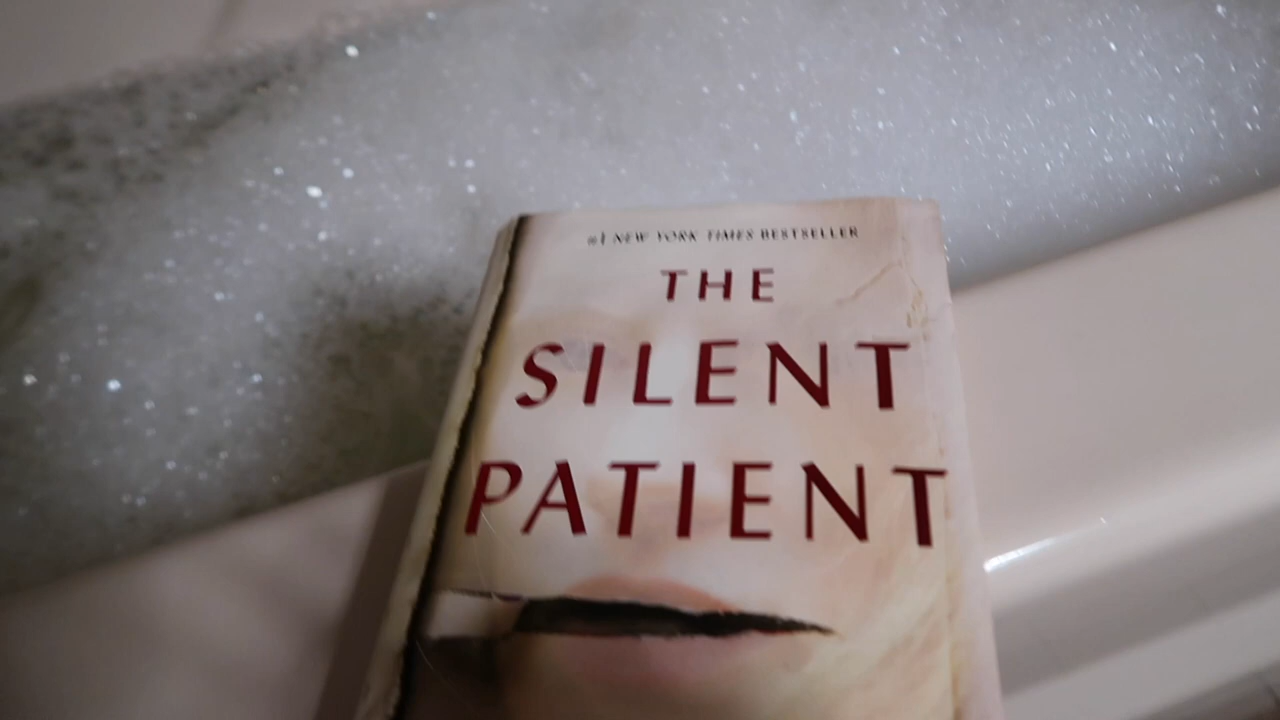 #1 NEW YORK TIMES BESTSELLER
THE
SILENT
PATIENT